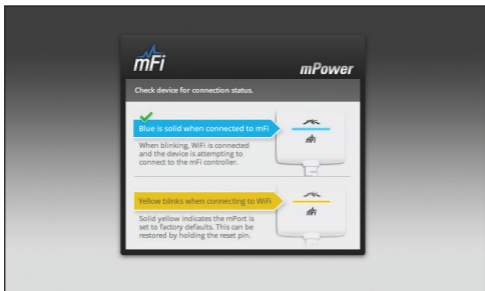 mFi
mPower
Check device for connection status.
Blue is solid when connected to mFi
When blinking, WiFi is connected
and the device is attempting to
connect to the mFi controller.
mFi
Yellow blinks when connecting to WiFi
Solid yellow indicates the mPort is
set to factory defaults. This can be
restored by holding the reset pin.
mFi